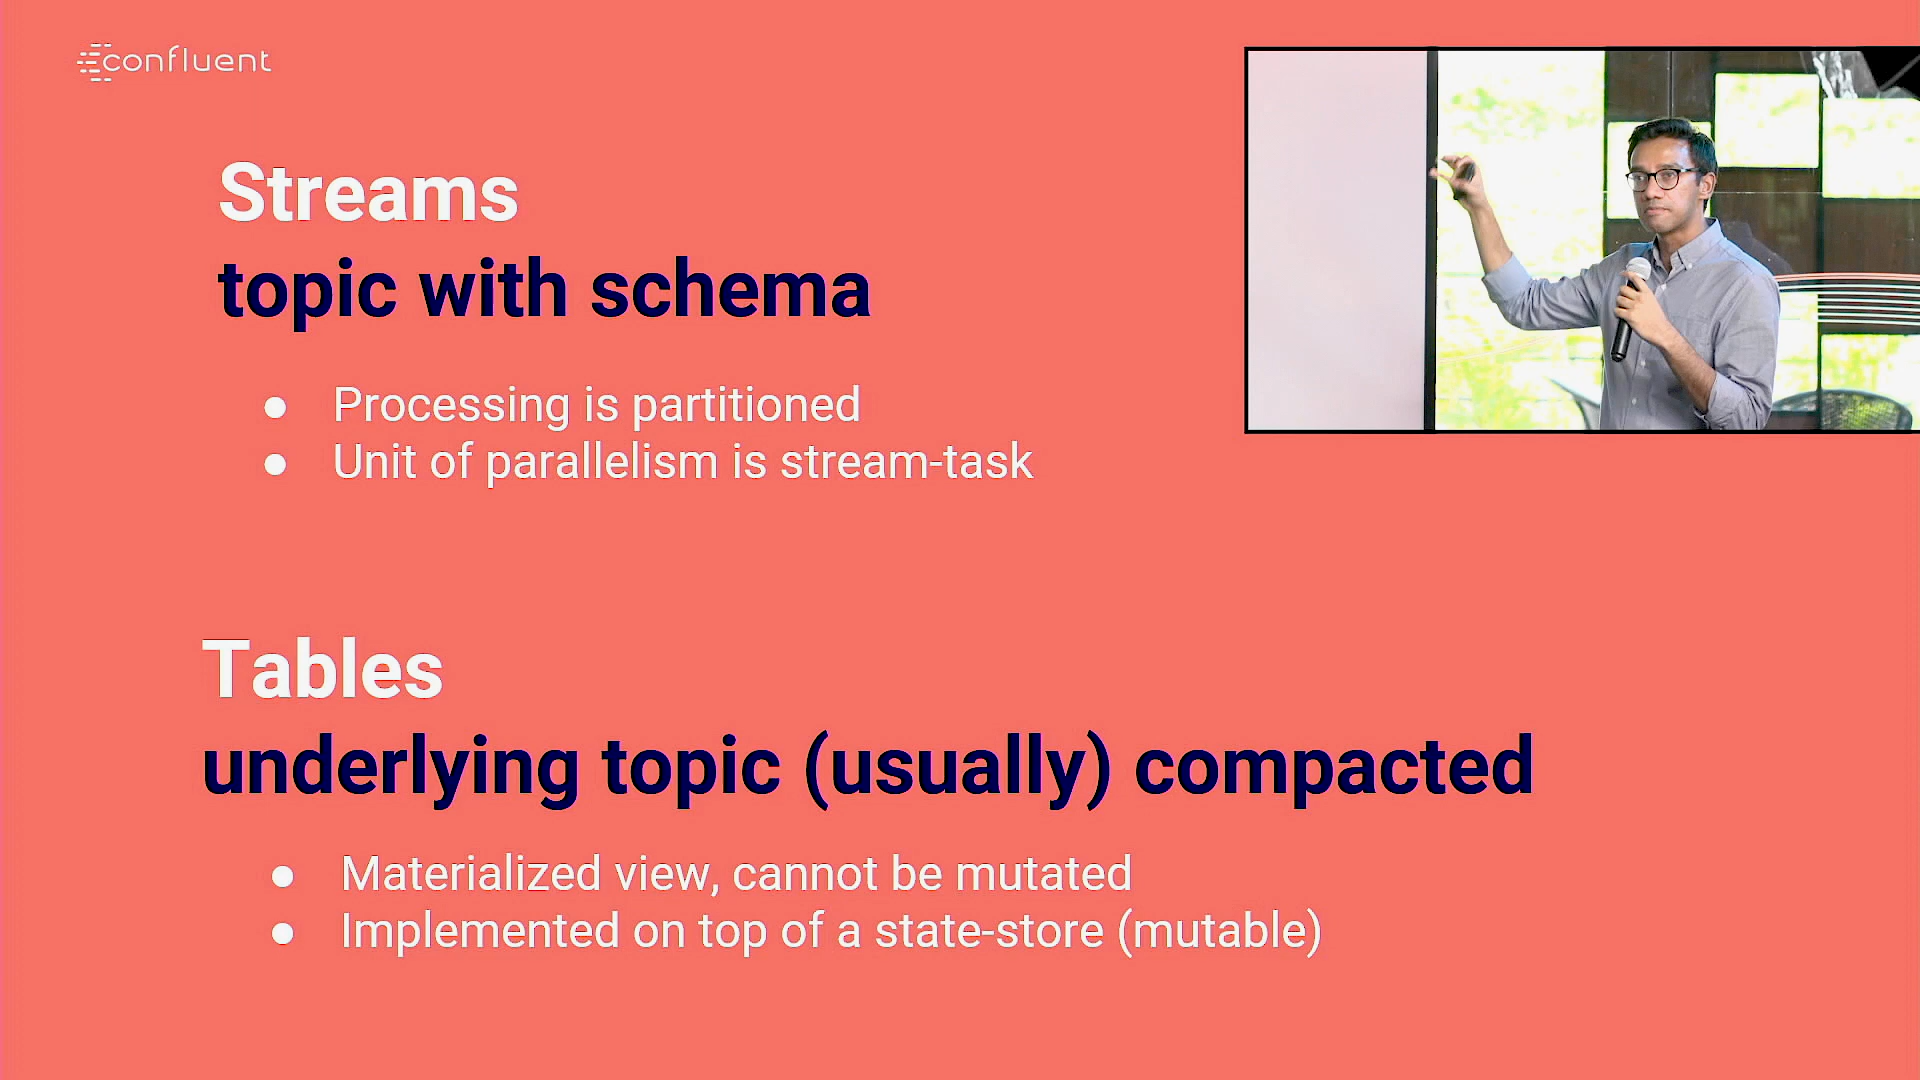 confluent
Streams
topic with schema
● Processing is partitioned
● Unit of parallelism is stream-task
Tables
underlying topic (usually) compacted
● Materialized view, cannot be mutated
● Implemented on top of a state-store (mutable)